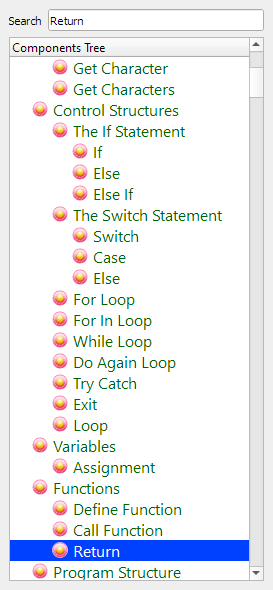 Search Return
Components Tree
Get Character
Get Characters
Control Structures
The If Statement
If
Else
Else If
The Switch Statement
Switch
Case
Else
For Loop
For In Loop
While Loop
Do Again Loop
Try Catch
Exit
Loop
Variables
Assignment
Functions
Define Function
Call Function
Return
Program Structure